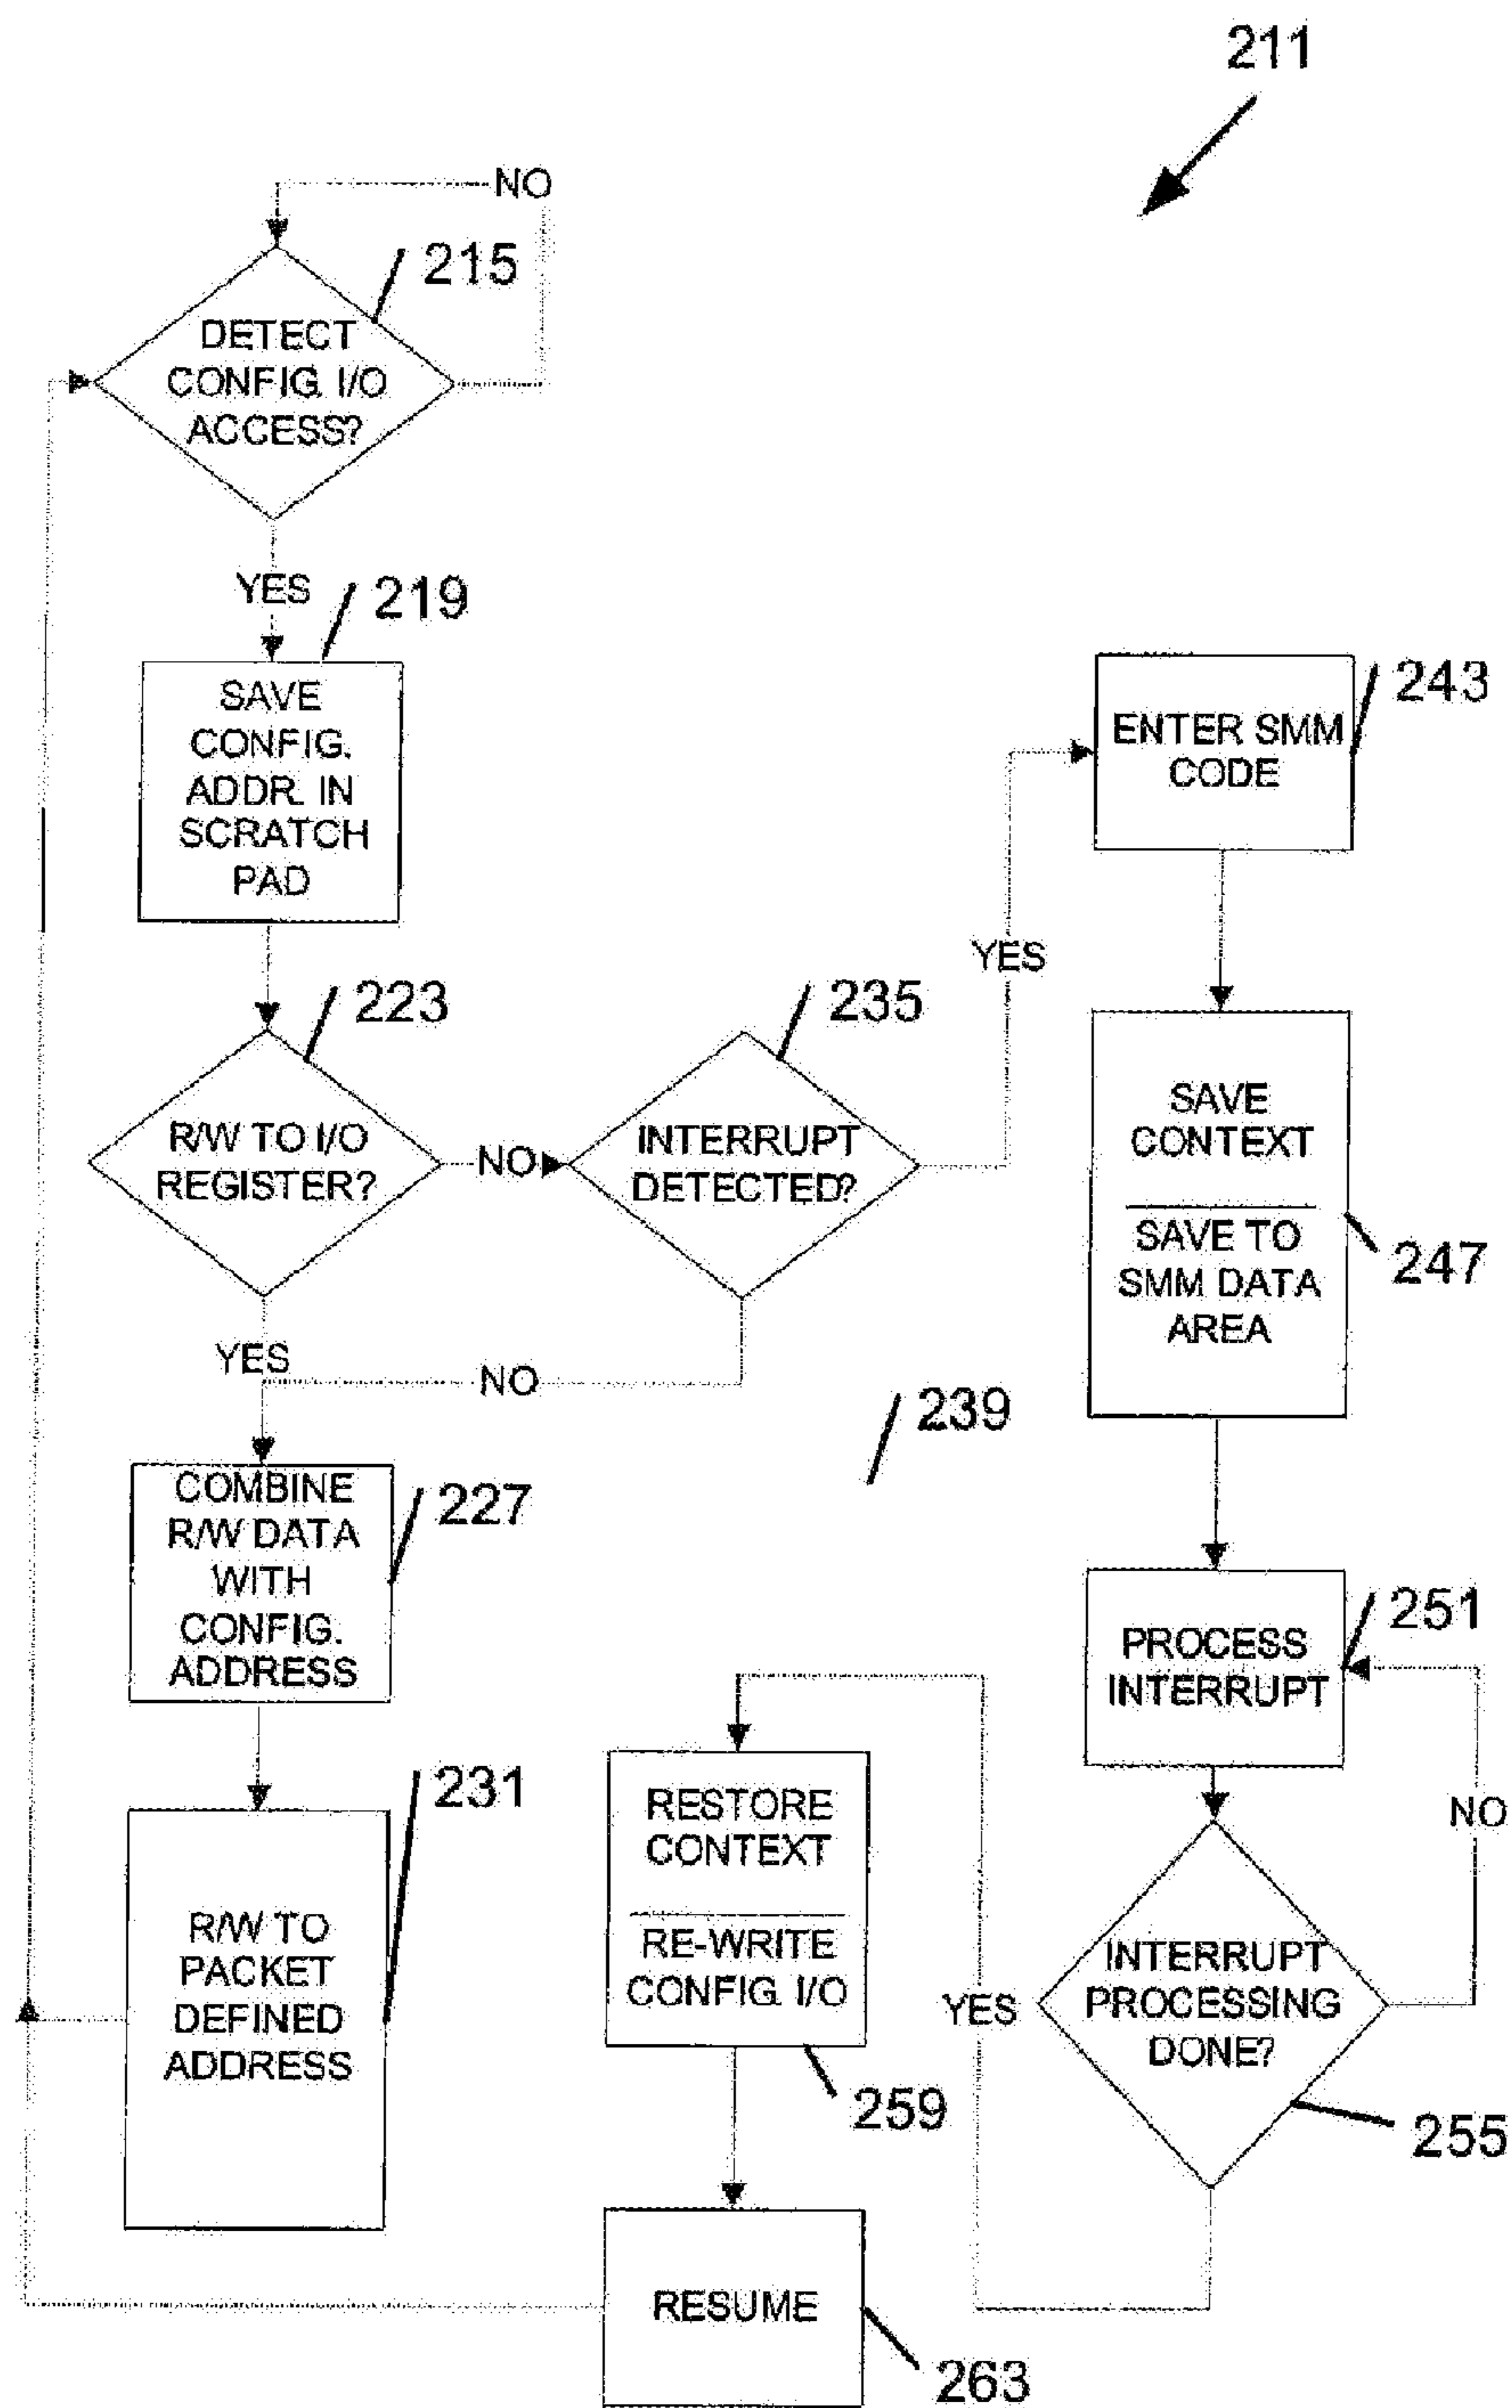 211
NO
215
DETECT
CONFIG. I/O
ACCESS?
YES
219
SAVE
CONFIG.
ADDR. IN
SCRATCH
PAD
223
R/W TO I/O
REGISTER?
NO
YES
235
INTERRUPT
DETECTED?
YES
NO
239
243
ENTER SMM
CODE
SAVE
CONTEXT
SAVE TO
SMM DATA
AREA
247
COMBINE
R/W DATA
WITH
CONFIG.
ADDRESS
227
231
R/W TO
PACKET
DEFINED
ADDRESS
251
PROCESS
INTERRUPT
NO
INTERRUPT
PROCESSING
DONE?
255
YES
RESTORE
CONTEXT
RE-WRITE
CONFIG. I/O
259
RESUME
263